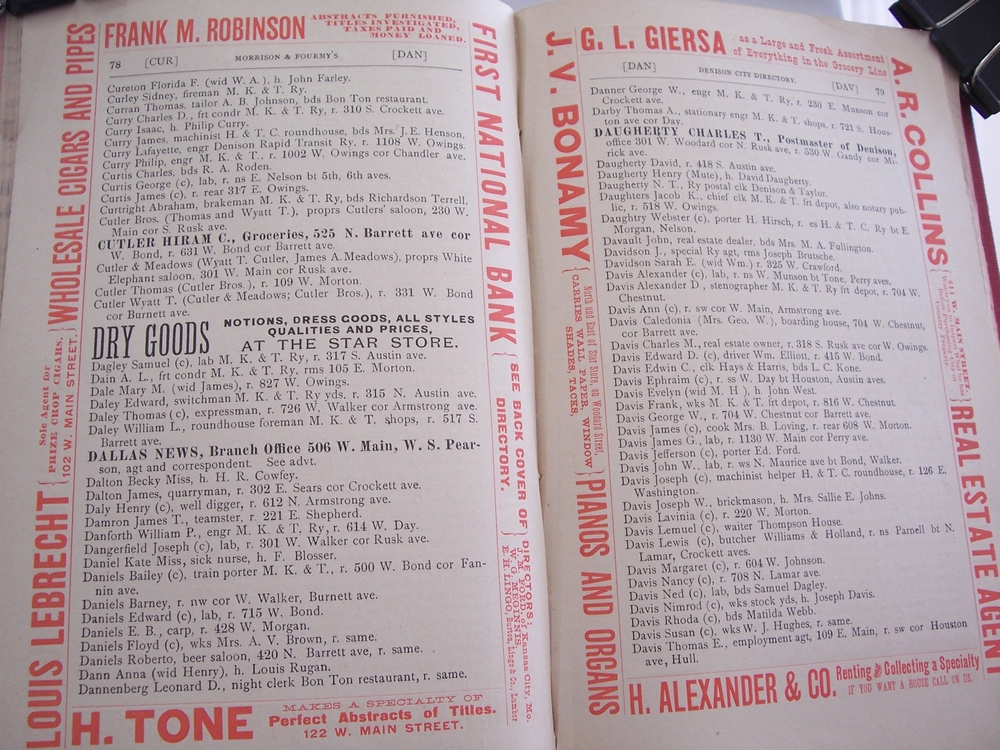 FRANK M. ROBINSON
ABSTRACTS FURNISHED,
TITLES INVESTIGATED,
TAXES PAID AND
MONEY LOANED.
78 [CUR] MORRISON & FOURMY'S [DAN]
Cureton Florida F. (wid W. A.), h. John Farley.
Curley Sidney, fireman M. K. & T. Ry.
Curran Thomas, tailor A. B. Johnson, bds Bon Ton restaurant.
Curry Charles D., frt condr M. K. & T. Ry, r. 310 S. Crockett ave.
Curry Isaac, h. Philip Curry.
Curry James, machinist H. & T. C. roundhouse, bds Mrs. J. E. Henson.
Curry Lafayette, engr Denison Rapid Transit Ry, r. 1108 W. Owings.
Curry Philip, engr M. K. & T., r. 1002 W. Owings cor Chandler ave.
Curtis Charles, bds R. A. Roden.
Curtis George (c), lab, r. ns E. Nelson bt 5th, 6th aves.
Curtis James (c), r. rear 317 E. Owings.
Curtright Abraham, brakeman M. K. & T. Ry, bds Richardson Terrell.
Cutler Bros. (Thomas and Wyatt T.), proprs Cutlers' saloon, 230 W.
Main cor S. Rusk ave.
CUTLER HIRAM C., Groceries, 525 N. Barrett ave cor
W. Bond, r. 631 W. Bond cor Barrett ave.
Cutler & Meadows (Wyatt T. Cutler, James A. Meadows), proprs White
Elephant saloon, 301 W. Main cor Rusk ave.
Cutler Thomas (Cutler Bros.), r. 109 W. Morton.
Cutler Wyatt T. (Cutler & Meadows; Cutler Bros.), r. 331 W. Bond
cor Burnett ave.
DRY GOODS
NOTIONS, DRESS GOODS, ALL STYLES
QUALITIES AND PRICES,
AT THE STAR STORE.
Dagley Samuel (c), lab M. K. & T. Ry, r. 317 S. Austin ave.
Dain A. L., frt condr M. K. & T. Ry, rms 105 E. Morton.
Dale Mary M. (wid James), r. 827 W. Owings.
Daley Edward, switchman M. K. & T. Ry yds, r. 315 N. Austin ave.
Daley Thomas (c), expressman, r. 726 W. Walker cor Armstrong ave.
Daley William L., roundhouse foreman M. K. & T. shops, r. 517 S.
Barrett ave.
DALLAS NEWS, Branch Office 506 W. Main, W. S. Pear-
son, agt and correspondent. See advt.
Dalton Becky Miss, h. H. R. Cowfey.
Dalton James, quarryman, r. 302 E. Sears cor Crockett ave.
Daly Henry (c), well digger, r. 612 N. Armstrong ave.
Damron James T., teamster, r. 221 E. Shepherd.
Danforth William P., engr M. K. & T. Ry, r. 614 W. Day.
Dangerfield Joseph (c), lab, r. 301 W. Walker cor Rusk ave.
Daniel Kate Miss, sick nurse, h. F. Blosser.
Daniels Bailey (c), train porter M. K. & T., r. 500 W. Bond cor Fan-
nin ave.
Daniels Barney, r. nw cor W. Walker, Burnett ave.
Daniels Edward (c), lab, r. 715 W. Bond.
Daniels E. B., carp, r. 428 W. Morgan.
Daniels Floyd (c), wks Mrs. A. V. Brown, r. same.
Daniels Roberto, beer saloon, 420 N. Barrett ave, r. same.
Dann Anna (wid Henry), h. Louis Rugan.
Dannenberg Leonard D., night clerk Bon Ton restaurant, r. same.
LOUIS LEBRECHT
Sole Agent for
PRIZE CROP CIGARS.
102 W. MAIN STREET.
WHOLESALE CIGARS AND PIPES
FIRST NATIONAL BANK
SEE BACK COVER OF
DIRECTORY.
DIRECTORS:
J. M. FORD, of Kansas City, Mo.
W. G. MEGINNIS,
E. H. LINGO, Burton, Lingo & Co., Lumber
H. TONE
MAKES A SPECIALTY OF
Perfect Abstracts of Titles.
122 W. MAIN STREET.
G. L. GIERSA
as a Large and Fresh Assortment
of Everything in the Grocery Line
[DAN] DENISON CITY DIRECTORY. [DAV] 79
Danner George W., engr M. K. & T. Ry, r. 230 E. Munson cor
Crockett ave.
Darby Thomas A., stationary engr M. K. & T. shops, r. 721 S. Hous-
ton ave cor Day.
DAUGHERTY CHARLES T., Postmaster of Denison,
office 301 W. Woodard cor N. Rusk ave, r. 530 W. Gandy cor Mi-
rick ave.
Daugherty David, r. 418 S. Austin ave.
Daugherty Henry (Mute), h. David Daugherty.
Daugherty N. T., Ry postal clk Denison & Taylor.
Daughters Jacob K., chief clk M. K. & T. frt depot, also notary pub-
lic, r. 518 W. Owings.
Daughtry Webster (c), porter H. Hirsch, r. es H. & T. C. Ry bt E.
Morgan, Nelson.
Davault John, real estate dealer, bds Mrs. M. A. Fullington.
Davidson J., special Ry agt, rms Joseph Brutsche.
Davidson Sarah E. (wid Wm.) r. 325 W. Crawford.
Davis Alexander (c), lab, r. ns W. Munson bt Tone, Perry aves.
Davis Alexander D., stenographer M. K. & T. Ry frt depot, r. 704 W.
Chestnut.
Davis Ann (c), r. sw cor W. Main, Armstrong ave.
Davis Caledonia (Mrs. Geo. W.), boarding house, 704 W. Chestnut,
cor Barrett ave.
Davis Charles M., real estate owner, r. 318 S. Rusk ave cor W. Owings.
Davis Edward D. (c), driver Wm. Elliott, r. 415 W. Bond.
Davis Edwin C., clk Hays & Harris, bds L. C. Kone.
Davis Ephraim (c), r. ss W. Day bt Houston, Austin aves.
Davis Evelyn (wid M. H.), h. John West.
Davis Frank, wks M. K. & T. frt depot, r. 816 W. Chestnut.
Davis George W., r. 704 W. Chestnut cor Barrett ave.
Davis James (c), cook Mrs. B. Loving, r. rear 608 W. Morton.
Davis James G., lab, r. 1130 W. Main cor Perry ave.
Davis Jefferson (c), porter Ed. Ford.
Davis John W., lab, r. ws N. Maurice ave bt Bond, Walker.
Davis Joseph (c), machinist helper H. & T. C. roundhouse, r. 126 E.
Washington.
Davis Joseph W., brickmason, h. Mrs. Sallie E. Johns.
Davis Lavinia (c), r. 220 W. Morton.
Davis Lemuel (c), waiter Thompson House.
Davis Lewis (c), butcher Williams & Holland, r. ns Parnell bt N.
Lamar, Crockett aves.
Davis Margaret (c), r. 604 W. Johnson.
Davis Nancy (c), r. 708 N. Lamar ave.
Davis Ned (c), lab, bds Samuel Dagley.
Davis Nimrod (c), wks stock yds, h. Joseph Davis.
Davis Rhoda (c), bds Matilda Webb.
Davis Susan (c), wks W. J. Hughes, r. same.
Davis Thomas E., employment agt, 109 E. Main, r. sw cor Houston
ave, Hull.
J. V. BONAMY
North and East of Star Store, in Woodard Street,
CARRIES WALL PAPER, WINDOW
SHADES, TACKS,
PIANOS AND ORGANS
A. R. COLLINS
331 W. MAIN STREET,
REAL ESTATE AGENT
H. ALEXANDER & CO.
Renting and Collecting a Specialty
IF YOU WANT A HOUSE CALL ON US.